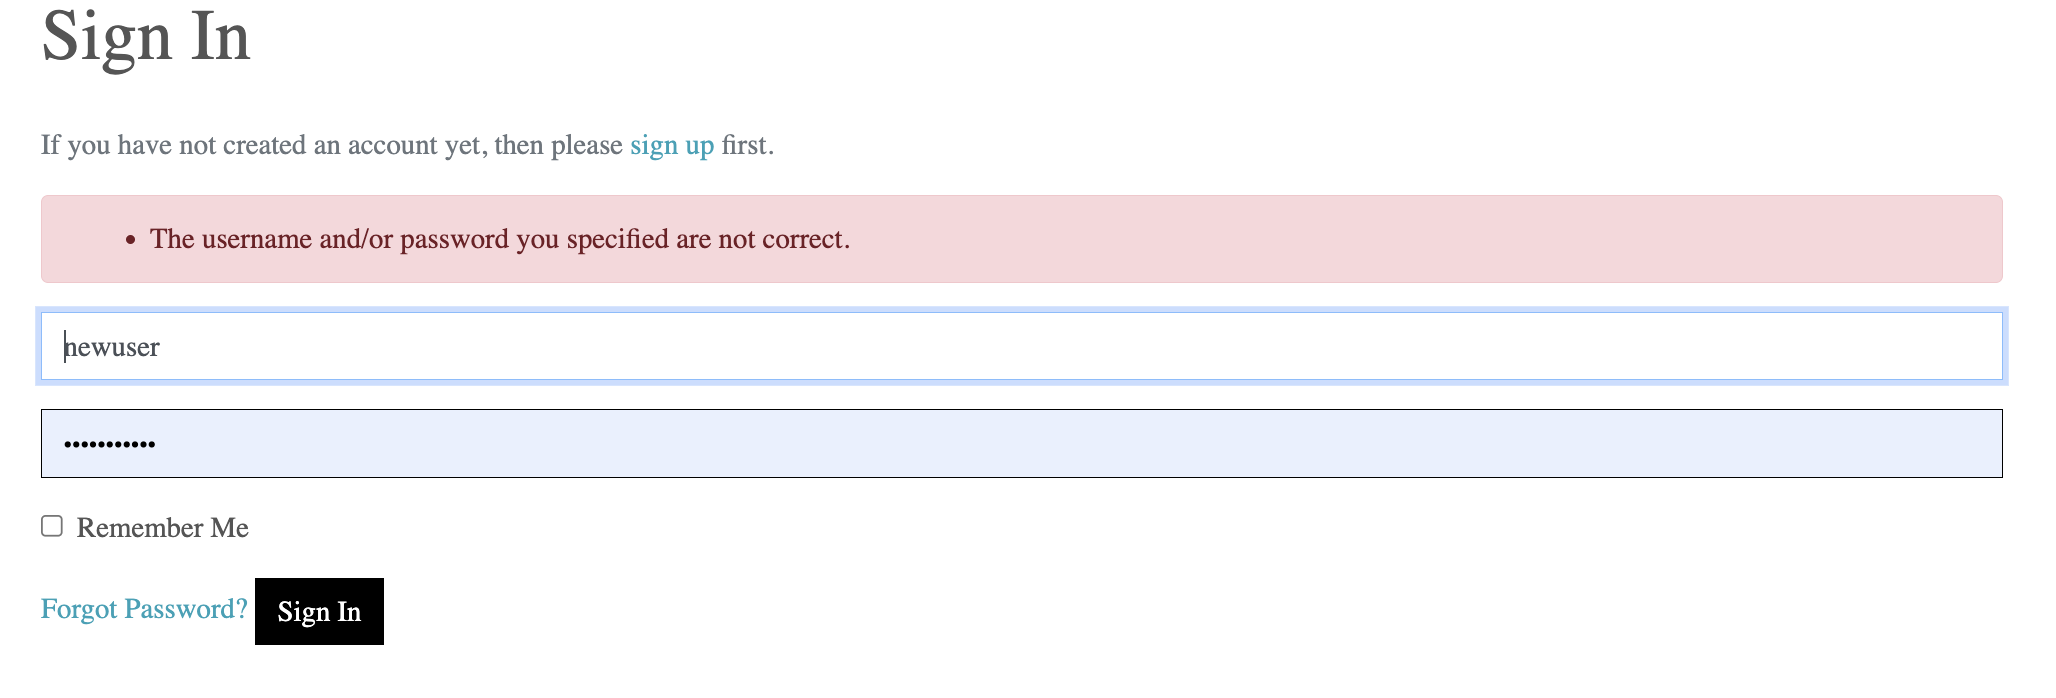 Sign In
If you have not created an account yet, then please sign up first.
• The username and/or password you specified are not correct.
newuser
•••••••••••
Remember Me
Forgot Password? Sign In